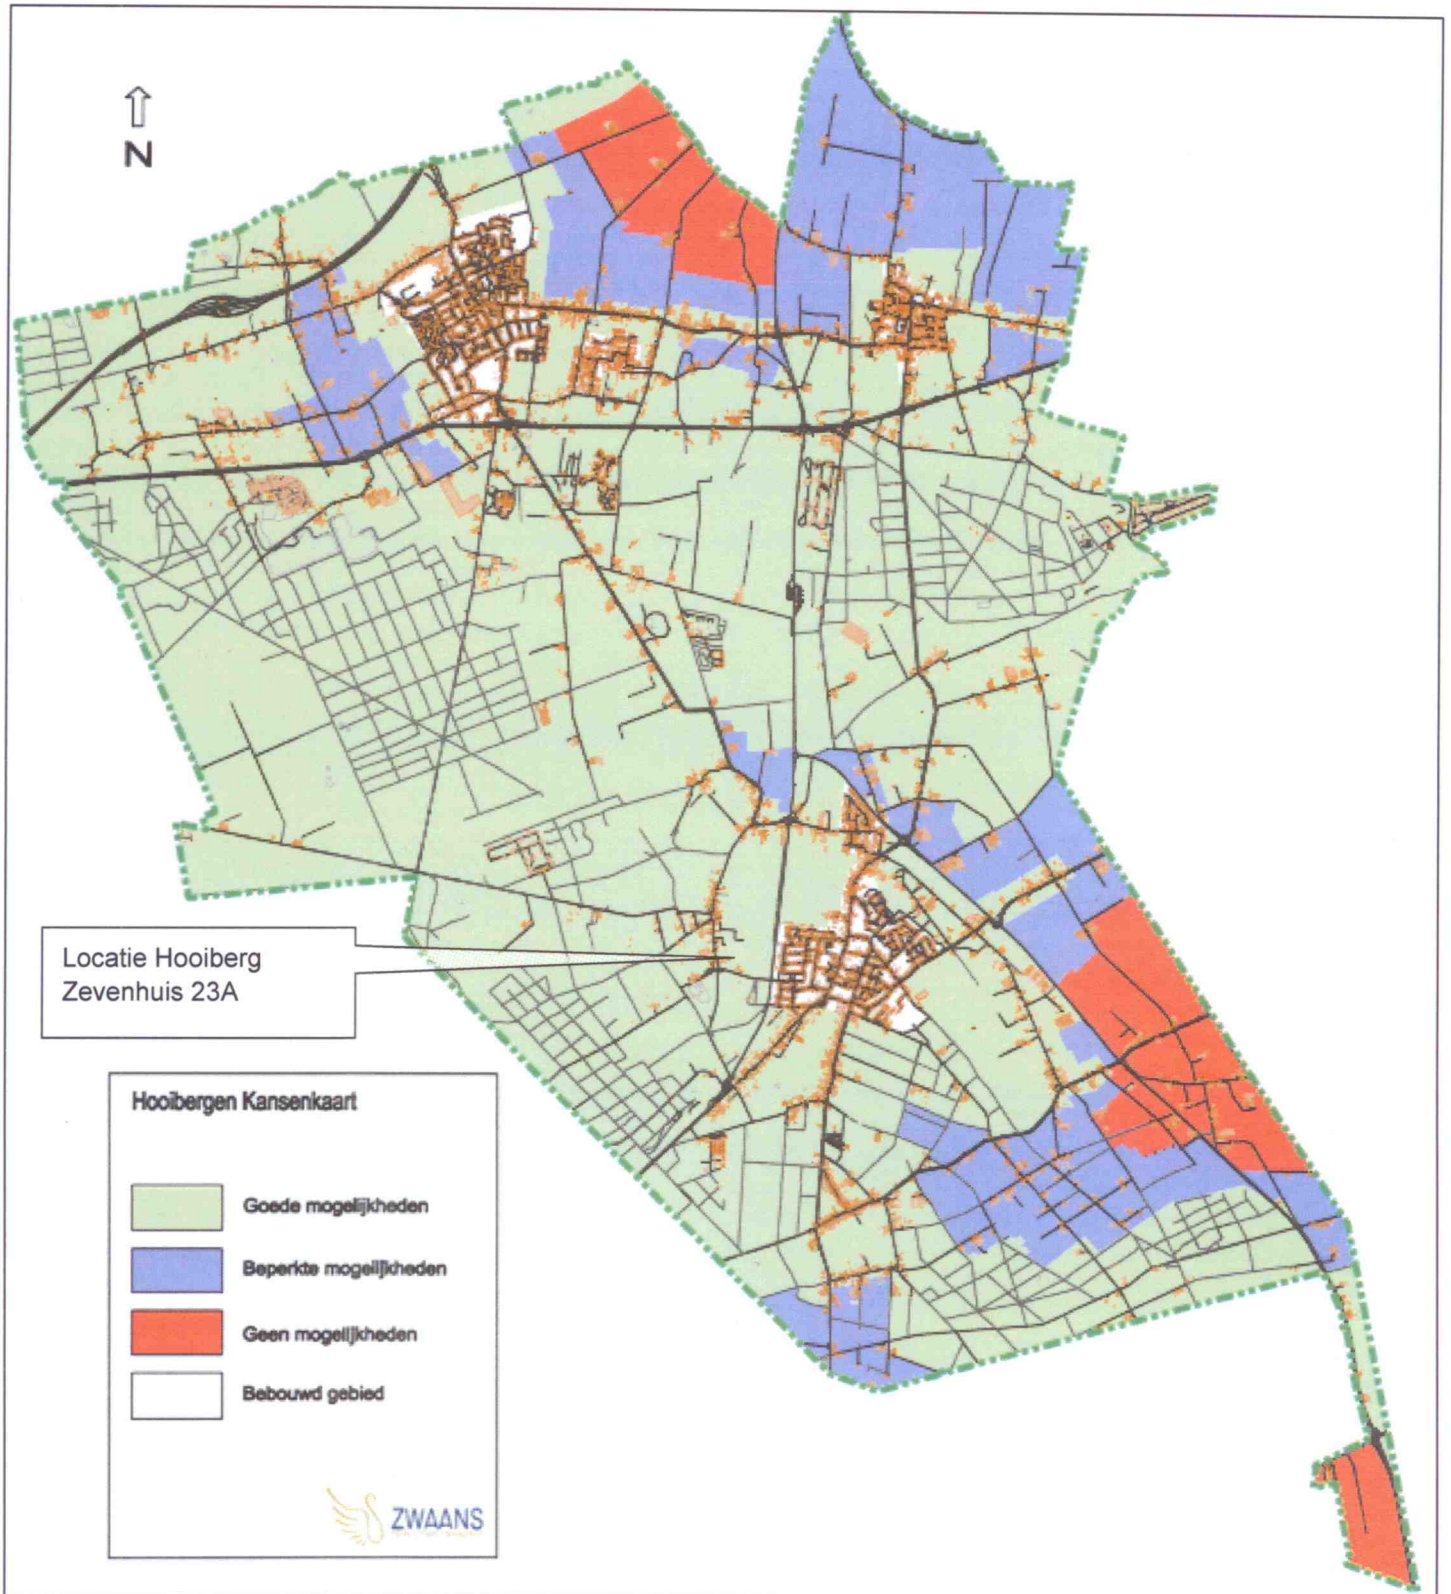 N
Locatie Hooiberg
Zevenhuis 23A
Hooibergen Kansenkaart
Goede mogelijkheden
Beperkte mogelijkheden
Geen mogelijkheden
Bebouwd gebied
ZWAANS